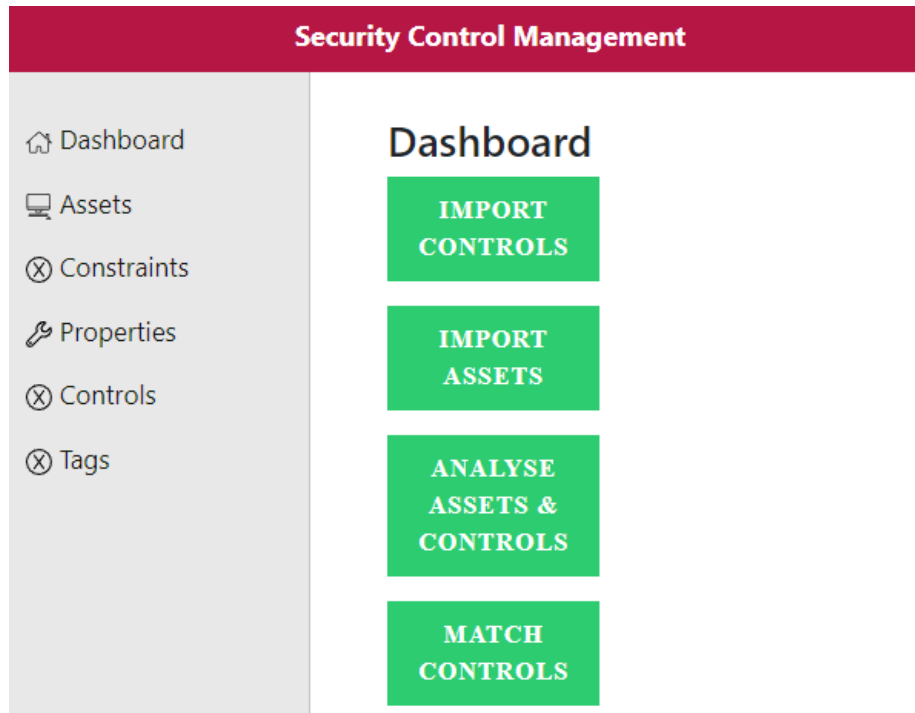 Security Control Management
Dashboard
Assets
Constraints
Properties
Controls
Tags
Dashboard
IMPORT
CONTROLS
IMPORT
ASSETS
ANALYSE
ASSETS &
CONTROLS
MATCH
CONTROLS